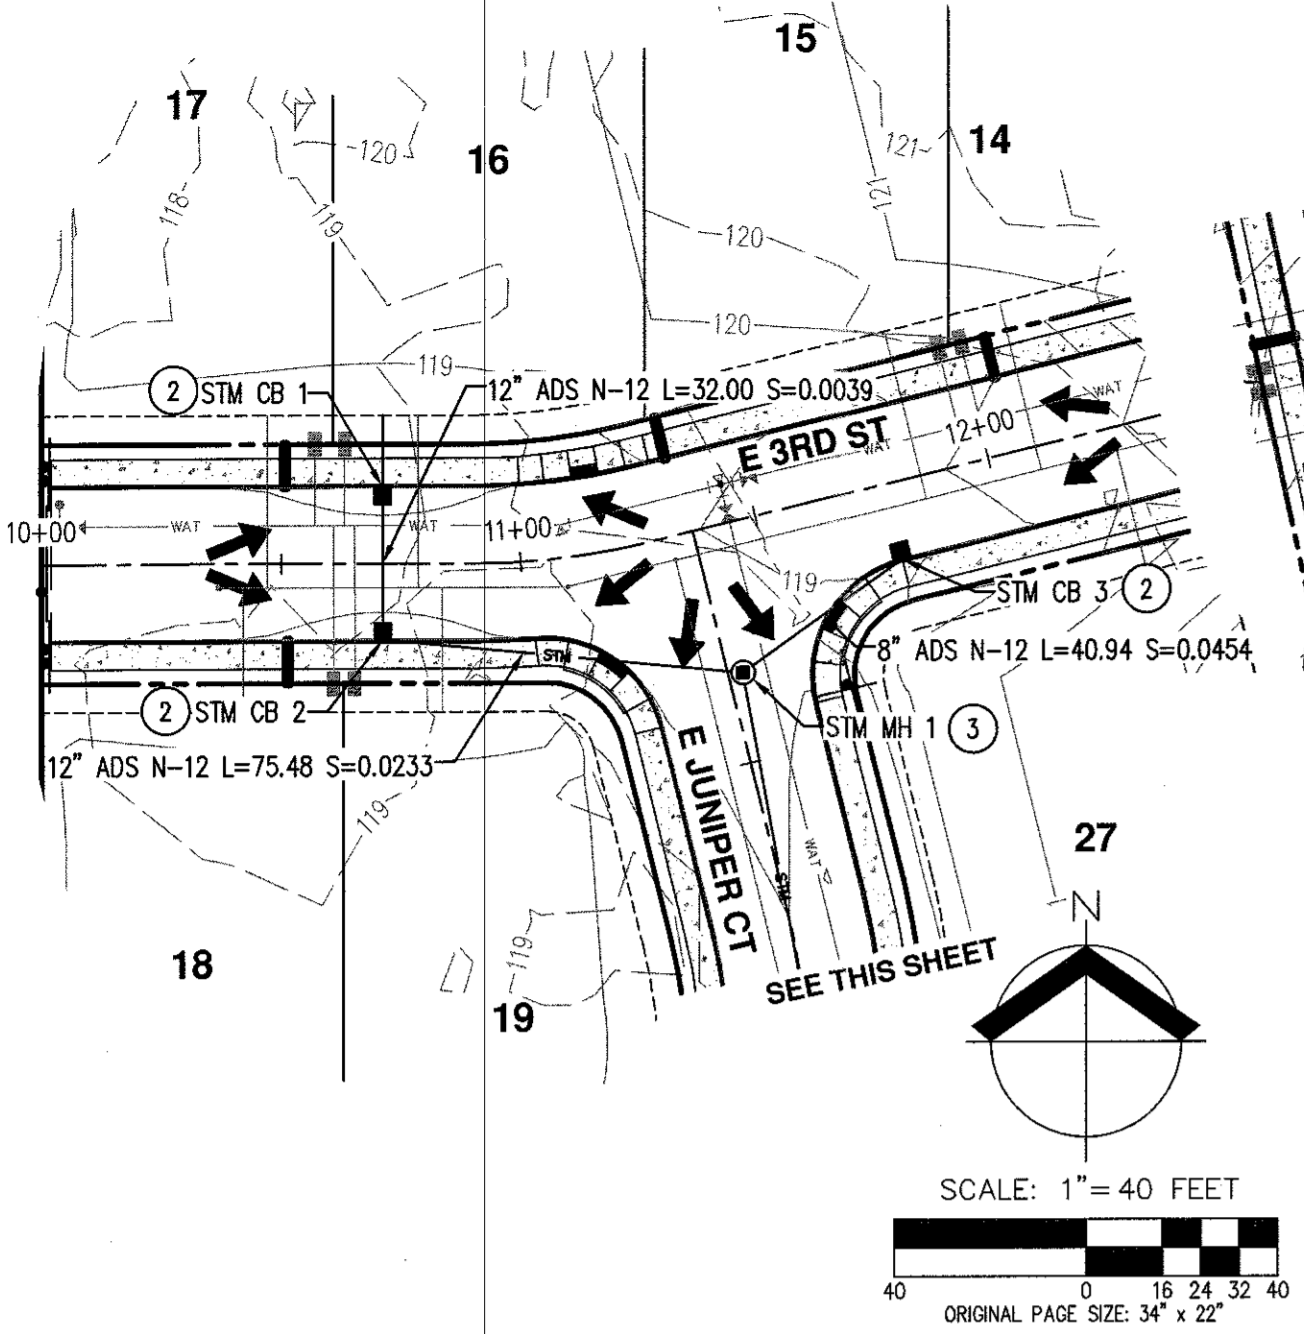 15
17
14
121
-120
16
121
118-
119
120
120
119
2 STM CB 1
12" ADS N-12 L=32.00 S=0.0039
WAT
12+00
E 3RD ST
WAT
10+00
WAT
WAT
11+00
119
STM CB 3 2
8" ADS N-12 L=40.94 S=0.0454
STM
2 STM CB 2
STM MH 1 3
12" ADS N-12 L=75.48 S=0.0233
E JUNIPER CT
119
27
WAT
STM
N
119
18
SEE THIS SHEET
19
SCALE: 1"= 40 FEET
40 0 16 24 32 40
ORIGINAL PAGE SIZE: 34" x 22"